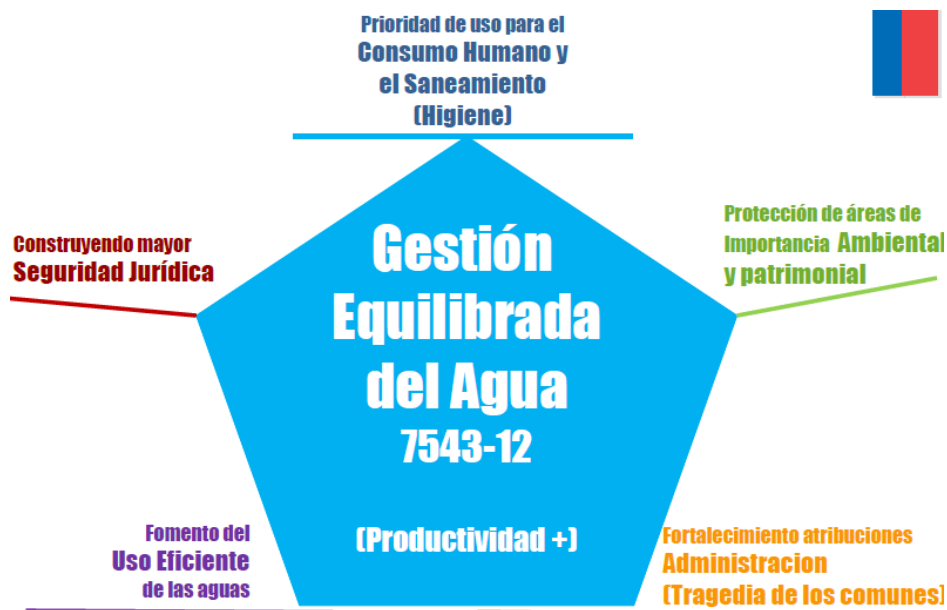 Prioridad de uso para el
Consumo Humano y
el Saneamiento
(Higiene)
Construyendo mayor
Seguridad Jurídica
Protección de áreas de
Importancia Ambiental
y patrimonial
Gestión
Equilibrada
del Agua
7543-12
(Productividad +)
Fomento del
Uso Eficiente
de las aguas
Fortalecimiento atribuciones
Administracion
(Tragedia de los comunes)